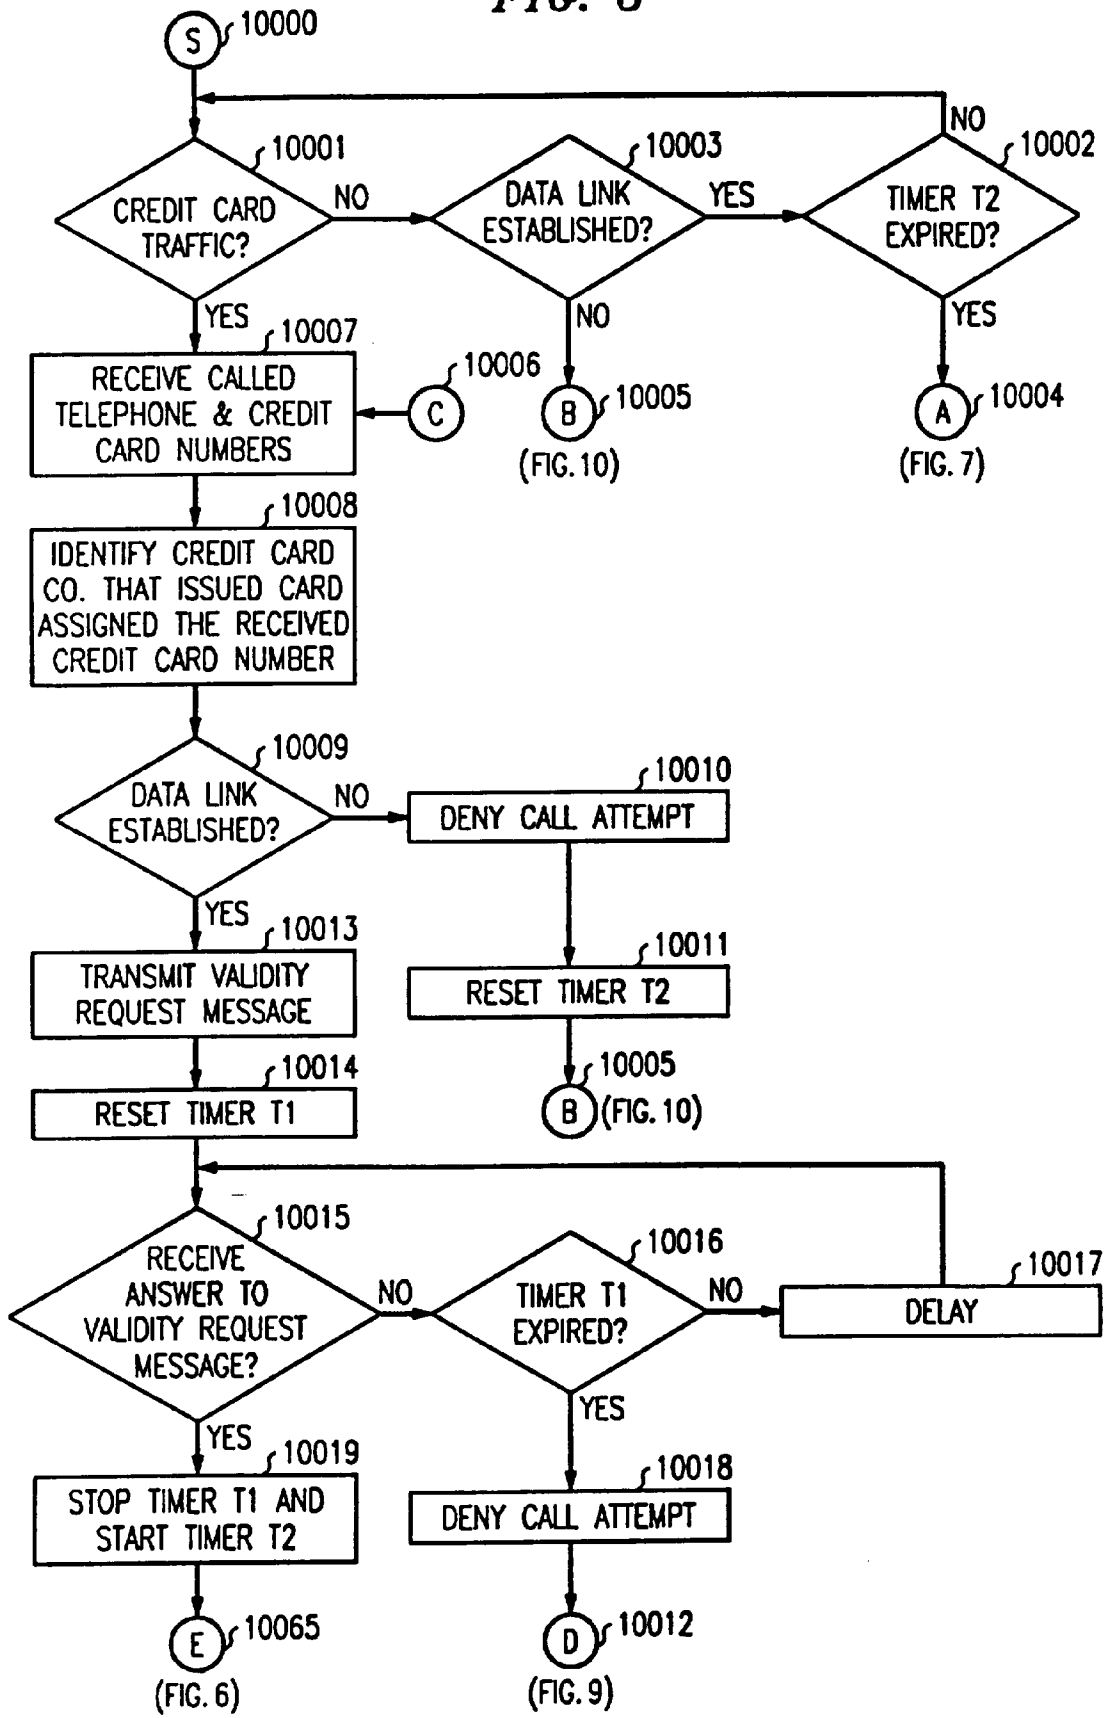 10000
S
NO
10001
10003
10002
CREDIT CARD
TRAFFIC?
NO
DATA LINK
ESTABLISHED?
YES
TIMER T2
EXPIRED?
YES
NO
YES
10007
10006
10005
10004
RECEIVE CALLED
TELEPHONE & CREDIT
CARD NUMBERS
C
B
A
(FIG. 10)
(FIG. 7)
10008
IDENTIFY CREDIT CARD
CO. THAT ISSUED CARD
ASSIGNED THE RECEIVED
CREDIT CARD NUMBER
10009
DATA LINK
ESTABLISHED?
NO
10010
DENY CALL ATTEMPT
YES
10013
TRANSMIT VALIDITY
REQUEST MESSAGE
10011
RESET TIMER T2
10014
RESET TIMER T1
10005
B
(FIG. 10)
10015
RECEIVE
ANSWER TO
VALIDITY REQUEST
MESSAGE?
NO
10016
TIMER T1
EXPIRED?
NO
10017
DELAY
YES
YES
10019
STOP TIMER T1 AND
START TIMER T2
10018
DENY CALL ATTEMPT
E
10065
(FIG. 6)
D
10012
(FIG. 9)